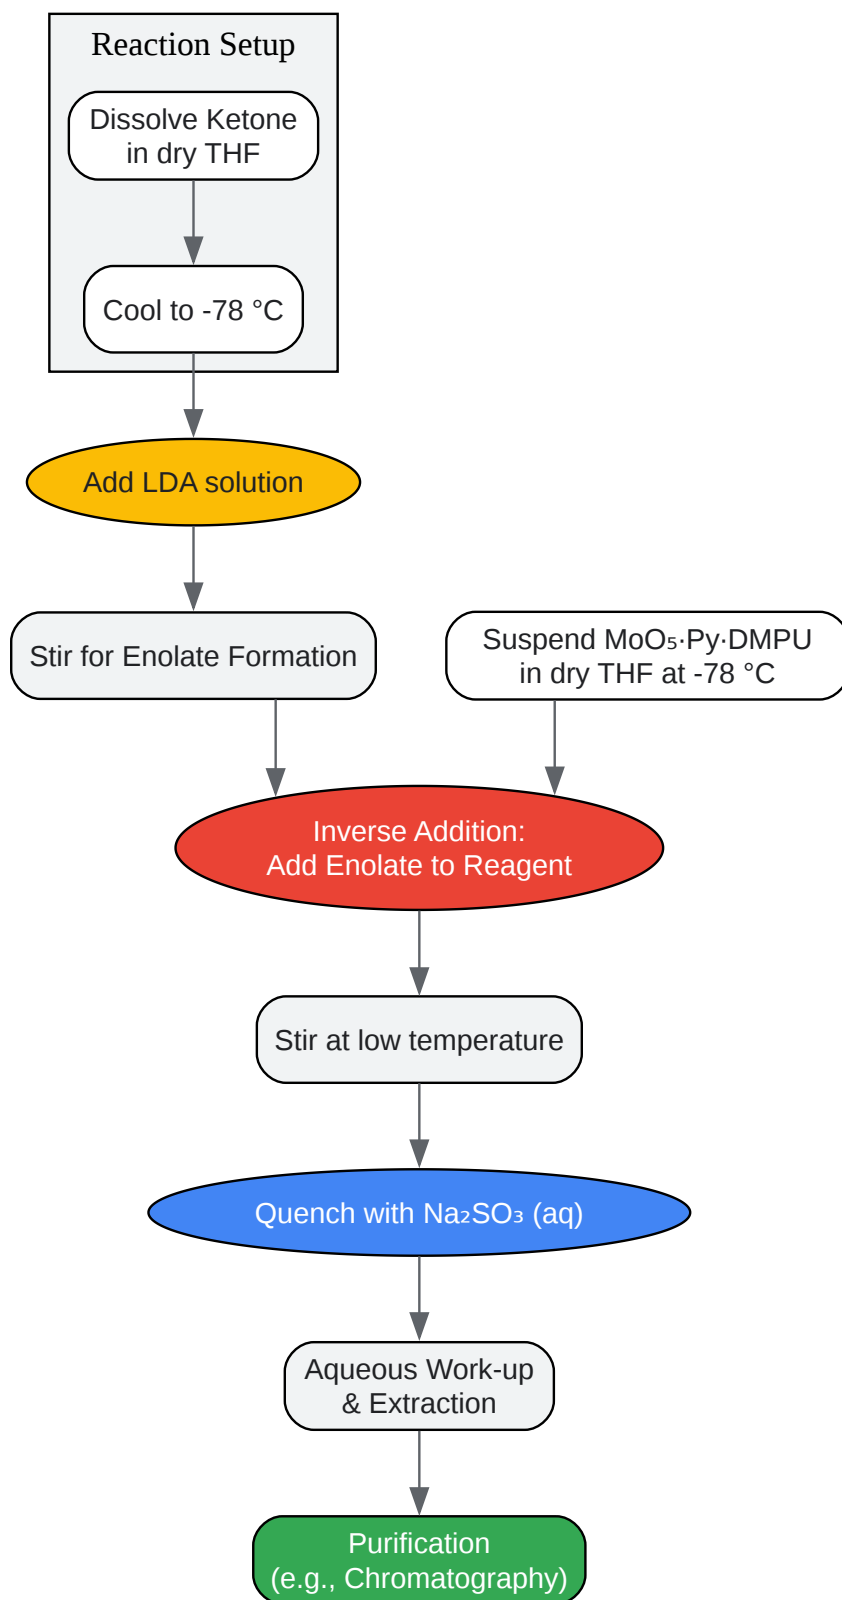 Reaction Setup
Dissolve Ketone
in dry THF
Cool to -78 °C
Add LDA solution
Stir for Enolate Formation
Suspend MoO₅·Py·DMPU
in dry THF at -78 °C
Inverse Addition:
Add Enolate to Reagent
Stir at low temperature
Quench with Na₂SO₃ (aq)
Aqueous Work-up
& Extraction
Purification
(e.g., Chromatography)